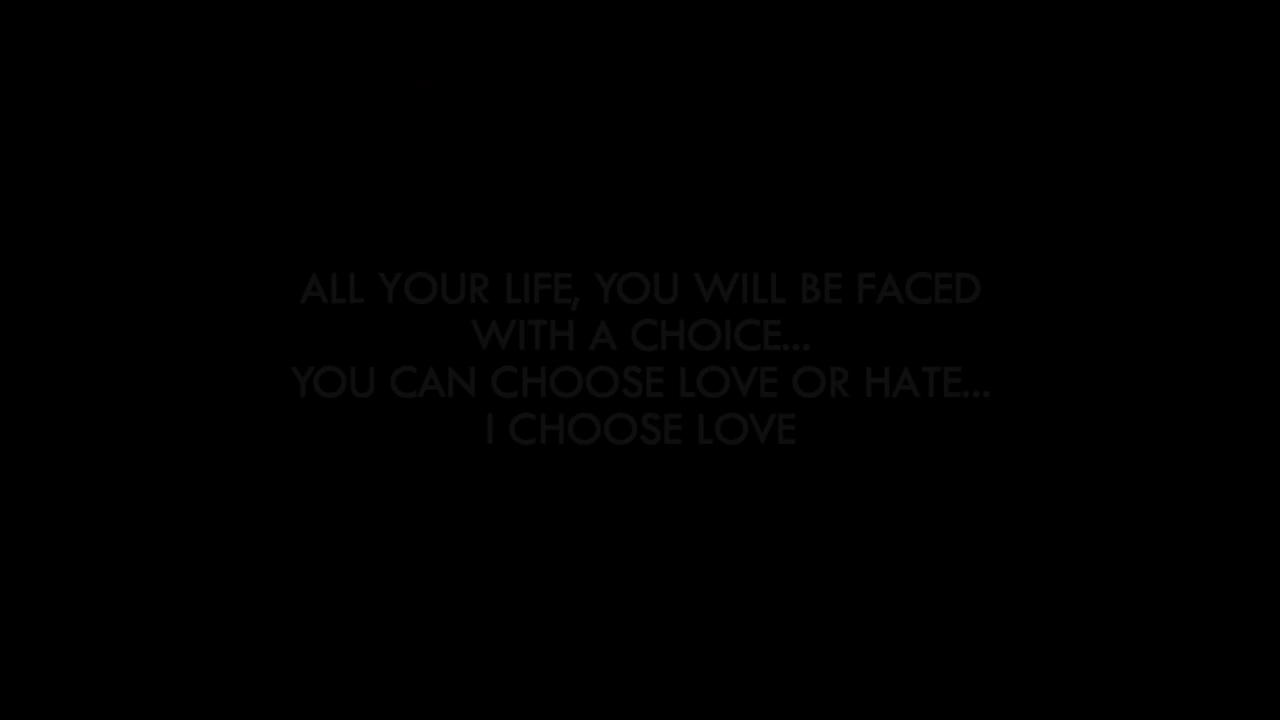 ALL YOUR LIFE, YOU WILL BE FACED
WITH A CHOICE...
YOU CAN CHOOSE LOVE OR HATE...
I CHOOSE LOVE